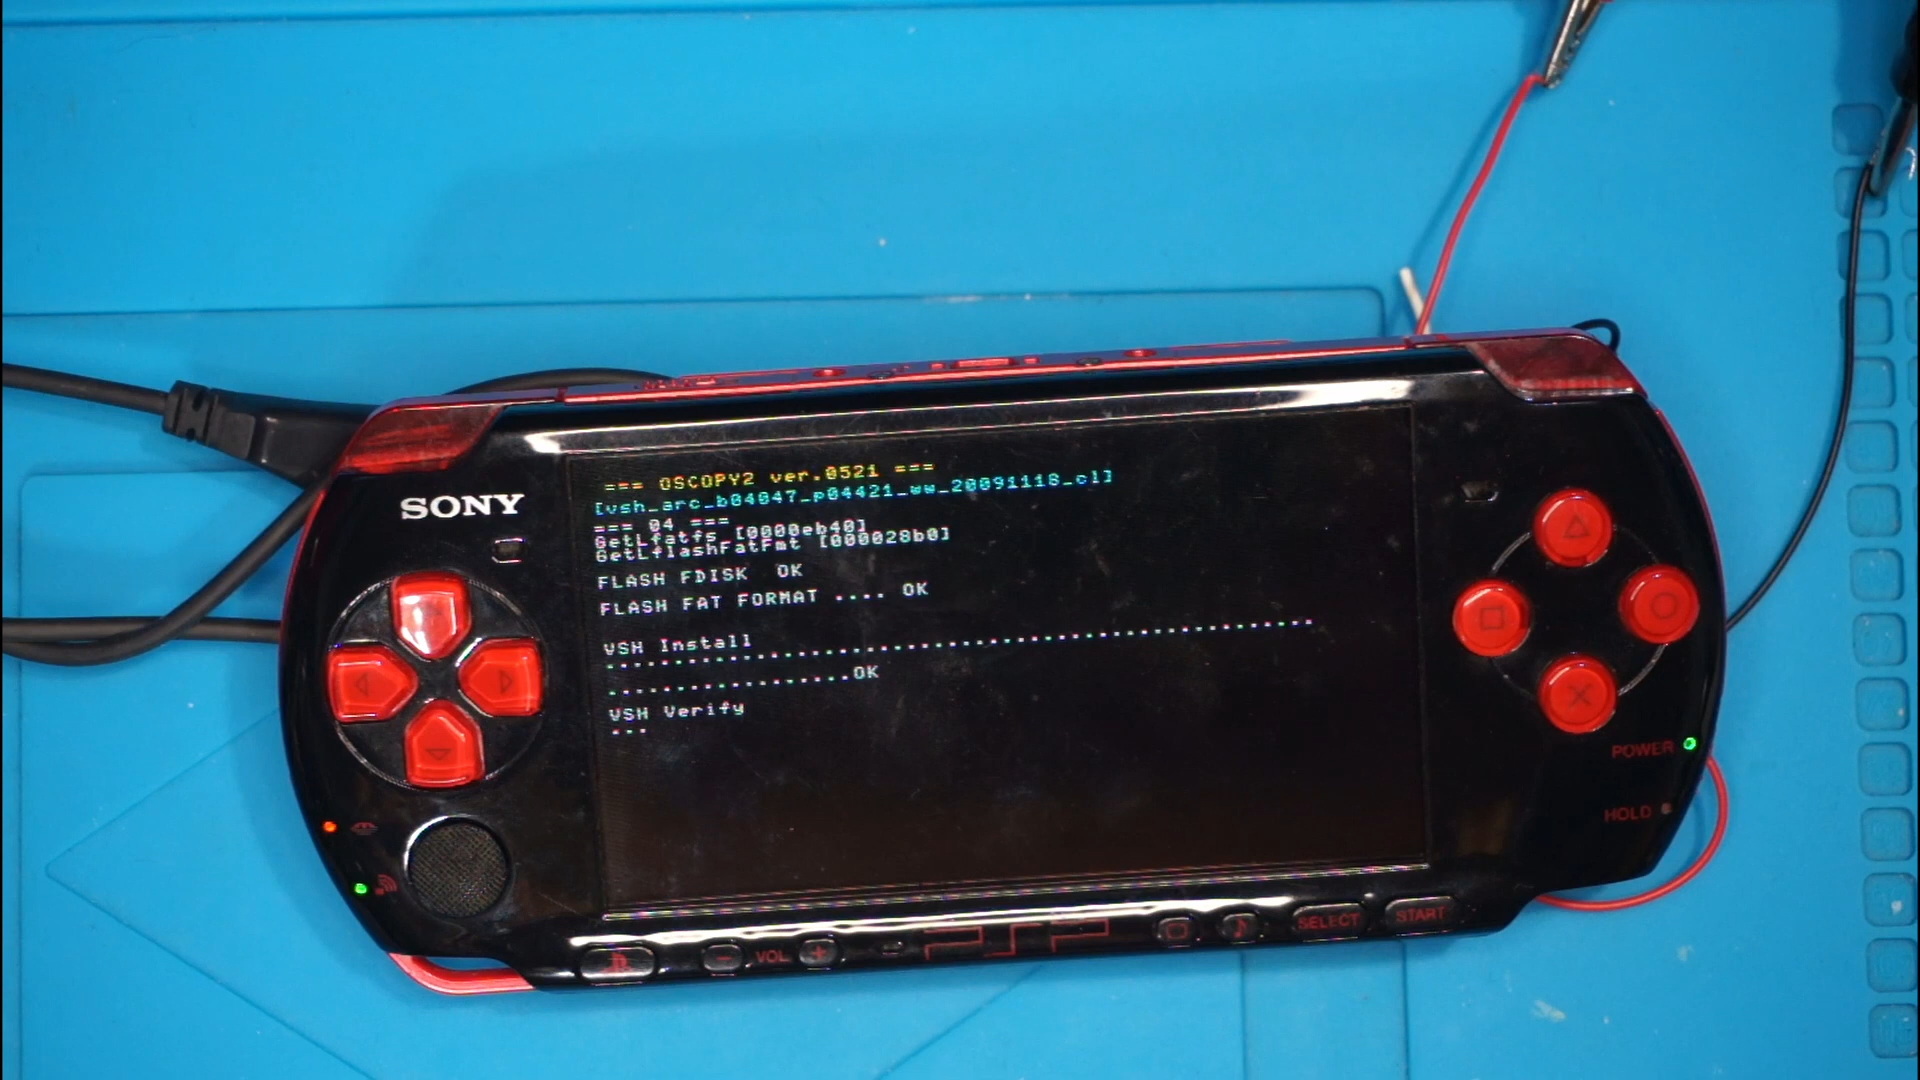 SONY
=== OSCOPY2 ver.0521 ===
[vsh_arc_b04047_p04421_ww_20091118_cl]
=== 04 ===
GetLfatfs [0000eb40]
GetLflashFatFmt [000028b0]
FLASH FDISK OK
FLASH FAT FORMAT .... OK
VSH Install
....................................................
..................OK
VSH Verify
...
POWER
HOLD
VOL
PSP
SELECT
START